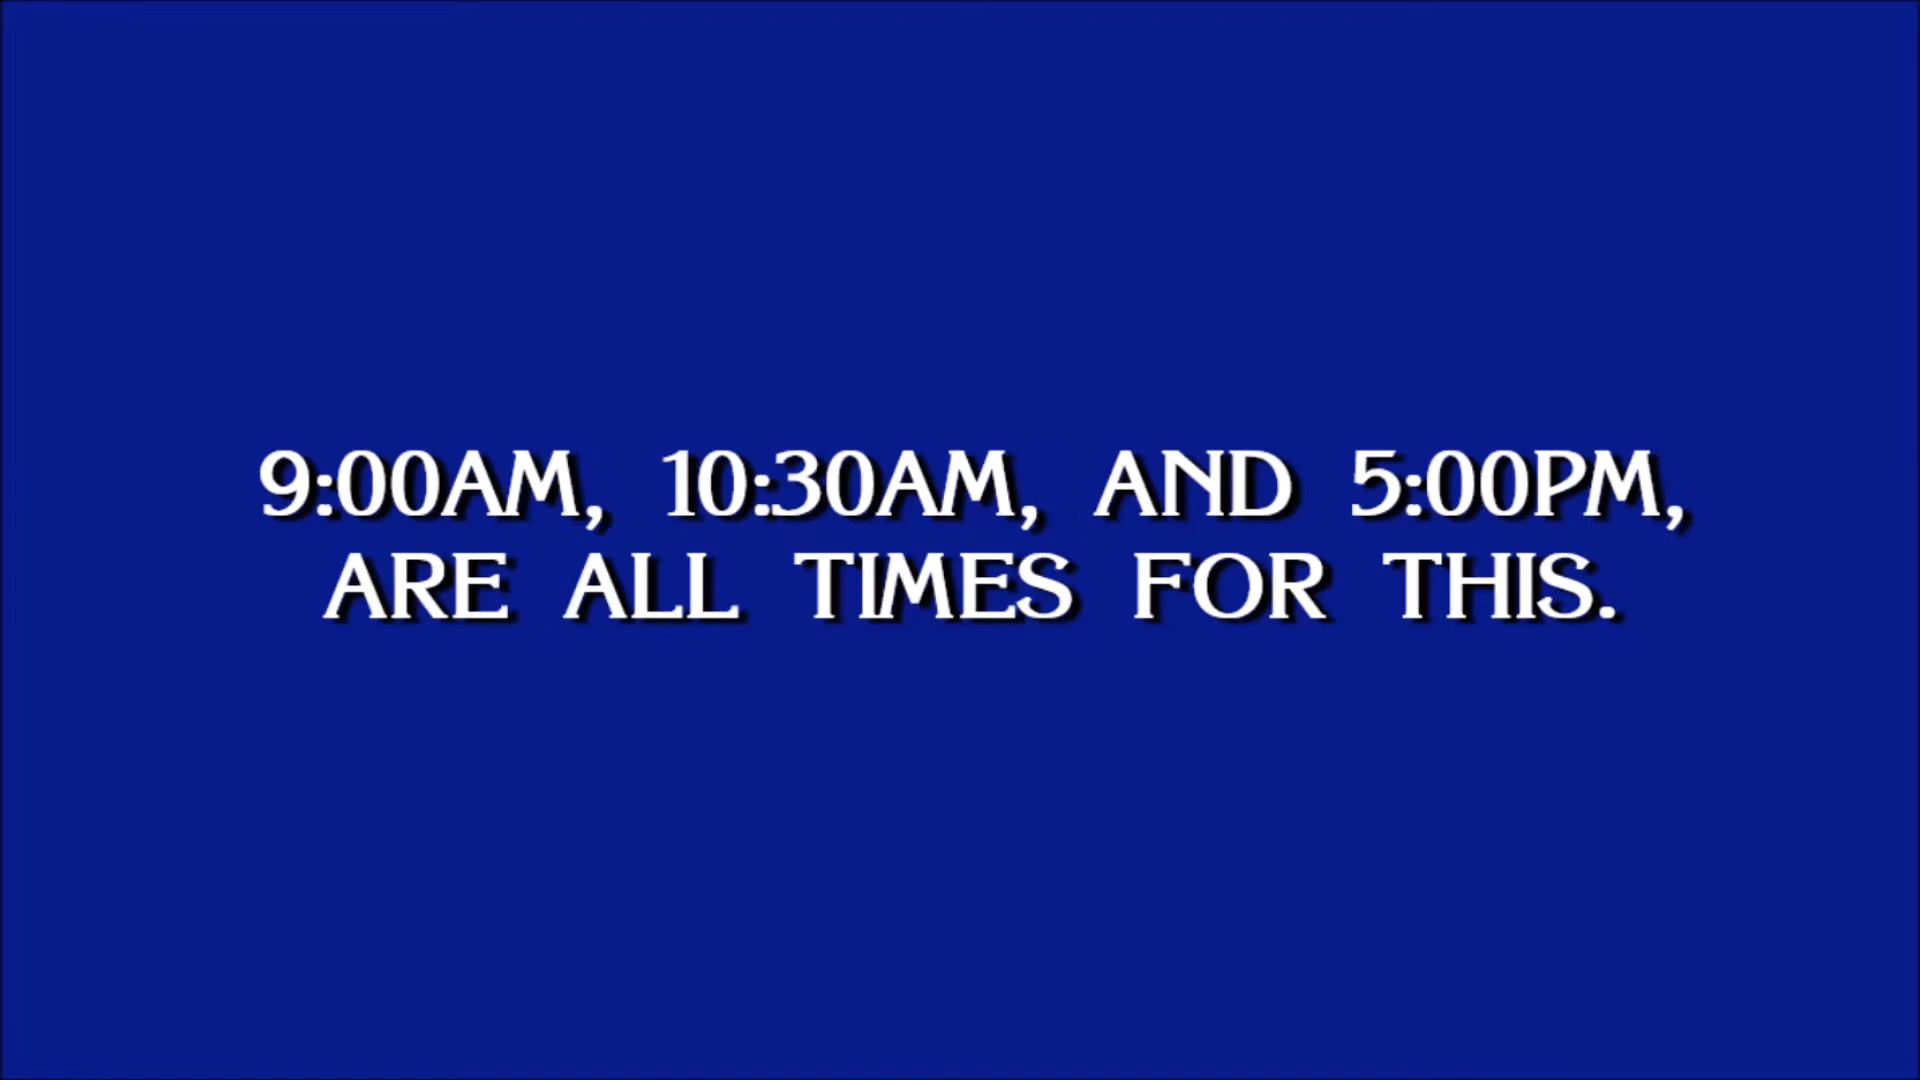 9:00AM, 10:30AM, AND 5:00PM,
ARE ALL TIMES FOR THIS.